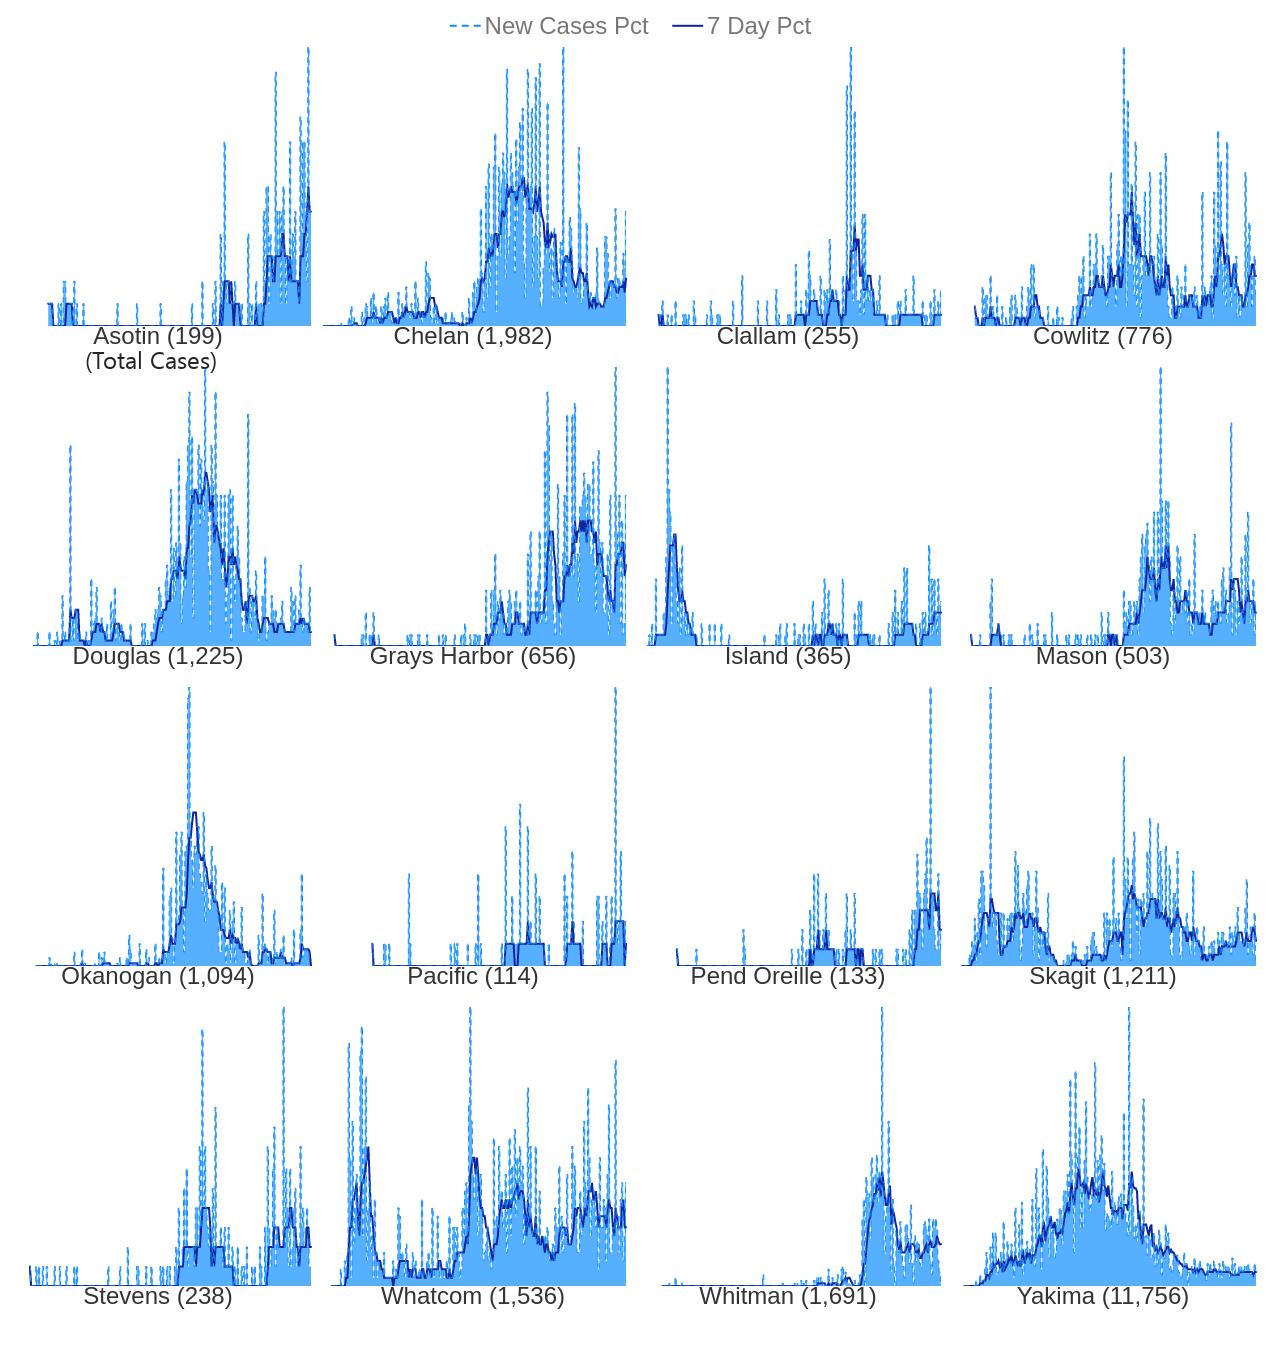 New Cases Pct 7 Day Pct
Asotin (199) Chelan (1,982) Clallam (255) Cowlitz (776)
(Total Cases)
Douglas (1,225) Grays Harbor (656) Island (365) Mason (503)
Okanogan (1,094) Pacific (114) Pend Oreille (133) Skagit (1,211)
Stevens (238) Whatcom (1,536) Whitman (1,691) Yakima (11,756)